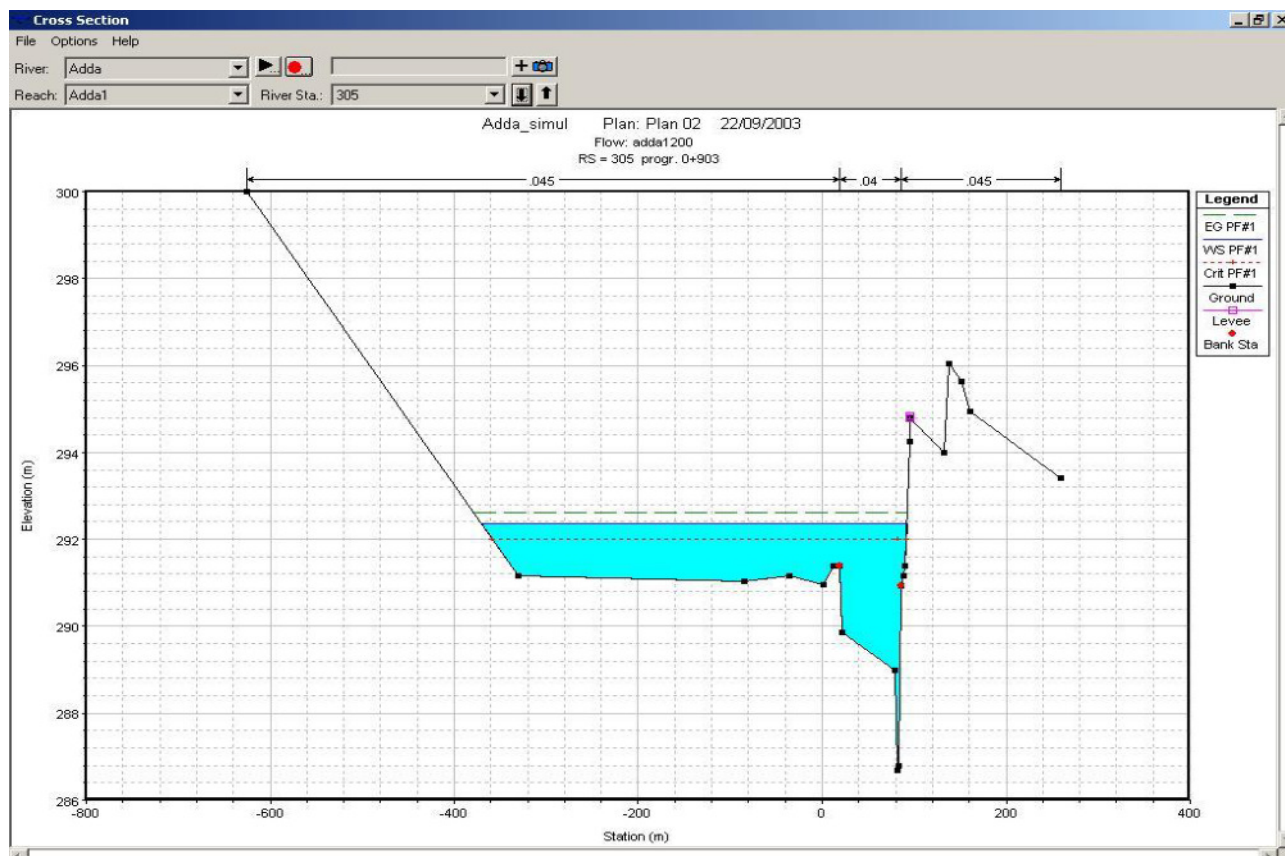 Cross Section
File Options Help
River: Adda
Reach: Adda1 River Sta.: 305
Adda_simul Plan: Plan 02 22/09/2003
Flow: adda1200
RS = 305 progr. 0+903
.045 .04 .045
Legend
EG PF#1
WS PF#1
Crit PF#1
Ground
Levee
Bank Sta
300
298
296
294
292
290
288
286
Elevation (m)
-800 -600 -400 -200 0 200 400
Station (m)